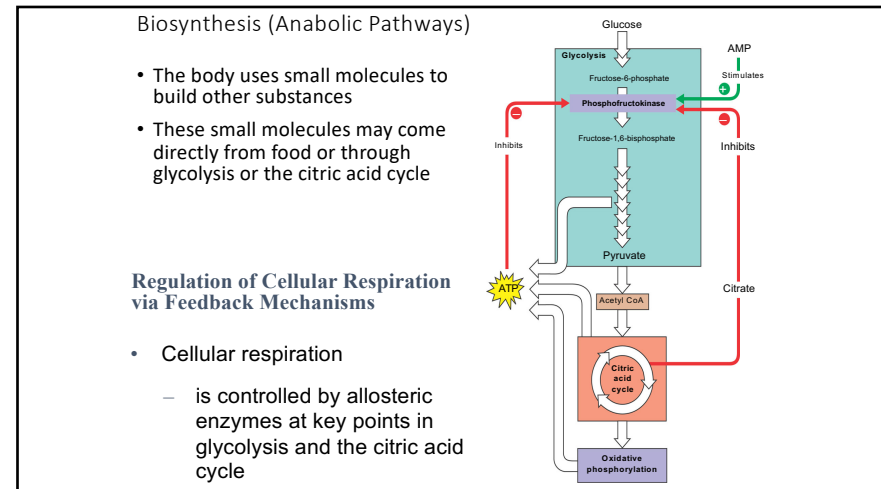 Biosynthesis (Anabolic Pathways)
• The body uses small molecules to
build other substances
• These small molecules may come
directly from food or through
glycolysis or the citric acid cycle
Regulation of Cellular Respiration
via Feedback Mechanisms
• Cellular respiration
– is controlled by allosteric
enzymes at key points in
glycolysis and the citric acid
cycle
Glucose
Glycolysis
AMP
Stimulates
Fructose-6-phosphate
+
Phosphofructokinase
–
–
Fructose-1,6-bisphosphate
Inhibits
Inhibits
Pyruvate
ATP
Acetyl CoA
Citrate
Citric
acid
cycle
Oxidative
phosphorylation